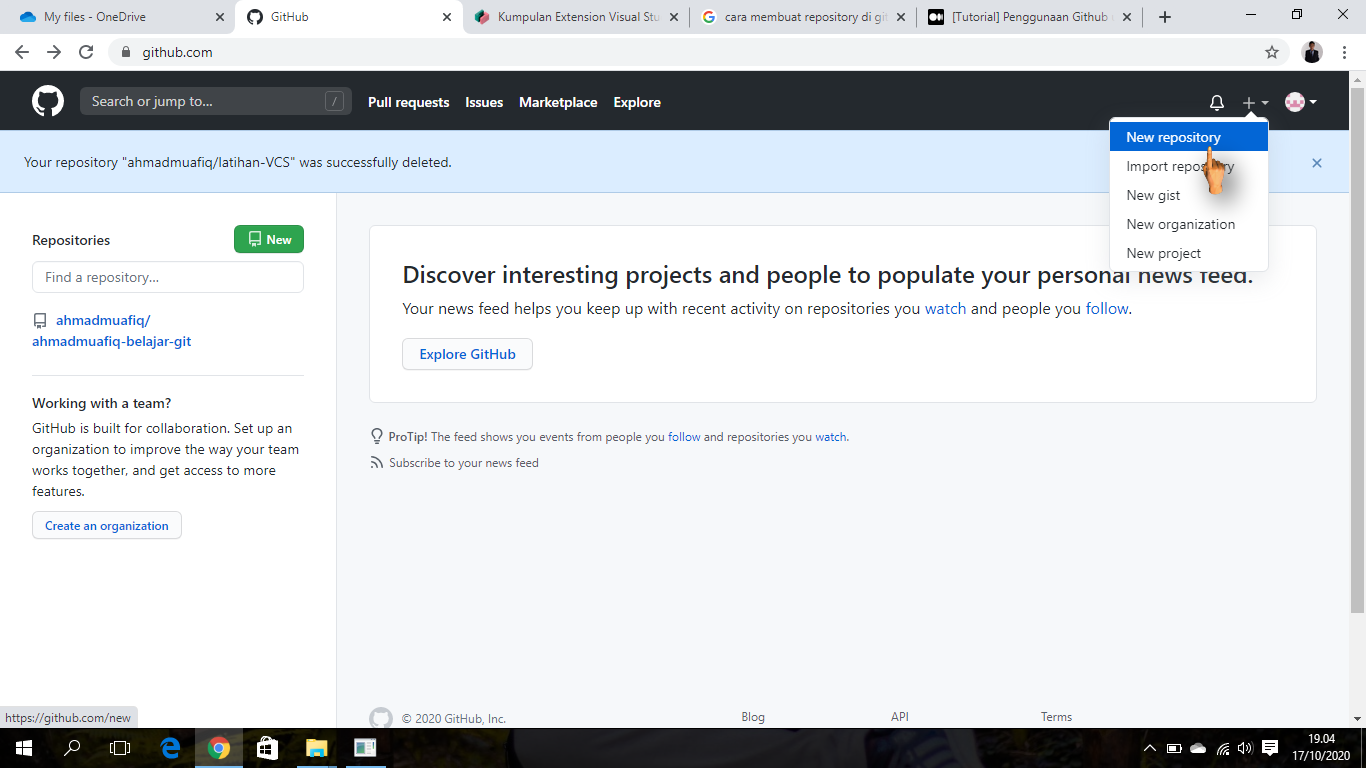 My files - OneDrive
GitHub
Kumpulan Extension Visual Stu
cara membuat repository di git
[Tutorial] Penggunaan Github
github.com
Search or jump to...
/
Pull requests
Issues
Marketplace
Explore
New repository
Import repository
New gist
New organization
New project
Your repository "ahmadmuafiq/latihan-VCS" was successfully deleted.
Repositories
New
Find a repository...
ahmadmuafiq/
ahmadmuafiq-belajar-git
Working with a team?
GitHub is built for collaboration. Set up an
organization to improve the way your team
works together, and get access to more
features.
Create an organization
Discover interesting projects and people to populate your personal news feed.
Your news feed helps you keep up with recent activity on repositories you watch and people you follow.
Explore GitHub
ProTip! The feed shows you events from people you follow and repositories you watch.
Subscribe to your news feed
© 2020 GitHub, Inc.
Blog
API
Terms
https://github.com/new
19.04
17/10/2020